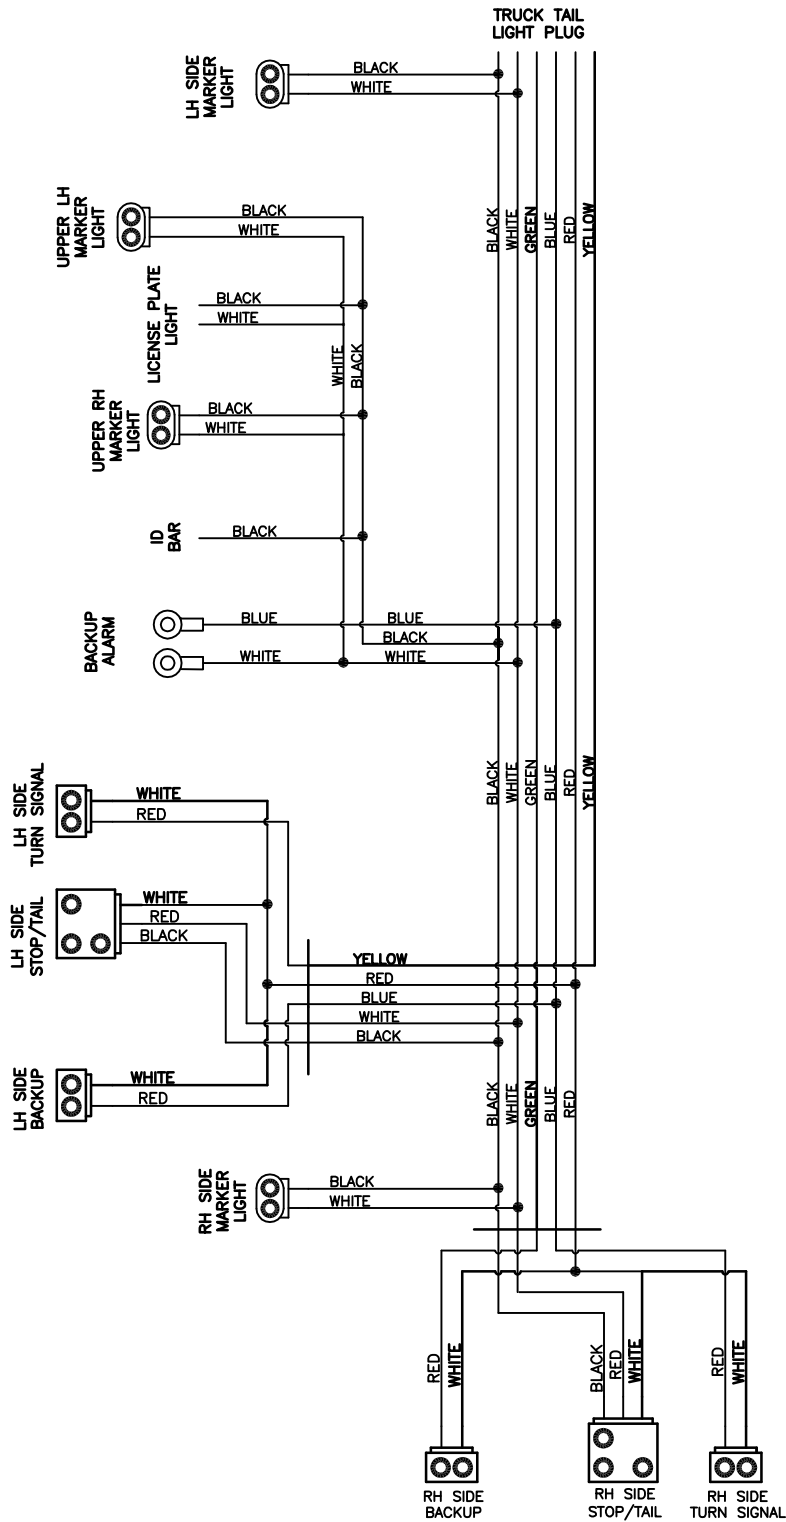 TRUCK TAIL
LIGHT PLUG
LH SIDE
MARKER
LIGHT
BLACK
WHITE
UPPER LH
MARKER
LIGHT
BLACK
WHITE
BLACK
WHITE
GREEN
BLUE
RED
YELLOW
LICENSE PLATE
LIGHT
BLACK
WHITE
WHITE
BLACK
UPPER RH
MARKER
LIGHT
BLACK
WHITE
ID
BAR
BLACK
BACKUP
ALARM
BLUE
BLUE
BLACK
WHITE
WHITE
LH SIDE
TURN SIGNAL
WHITE
RED
BLACK
WHITE
GREEN
BLUE
RED
YELLOW
LH SIDE
STOP/TAIL
WHITE
RED
BLACK
YELLOW
RED
BLUE
WHITE
BLACK
LH SIDE
BACKUP
WHITE
RED
BLACK
WHITE
GREEN
BLUE
RED
RH SIDE
MARKER
LIGHT
BLACK
WHITE
RED
WHITE
BLACK
RED
WHITE
RED
WHITE
RH SIDE
BACKUP
RH SIDE
STOP/TAIL
RH SIDE
TURN SIGNAL